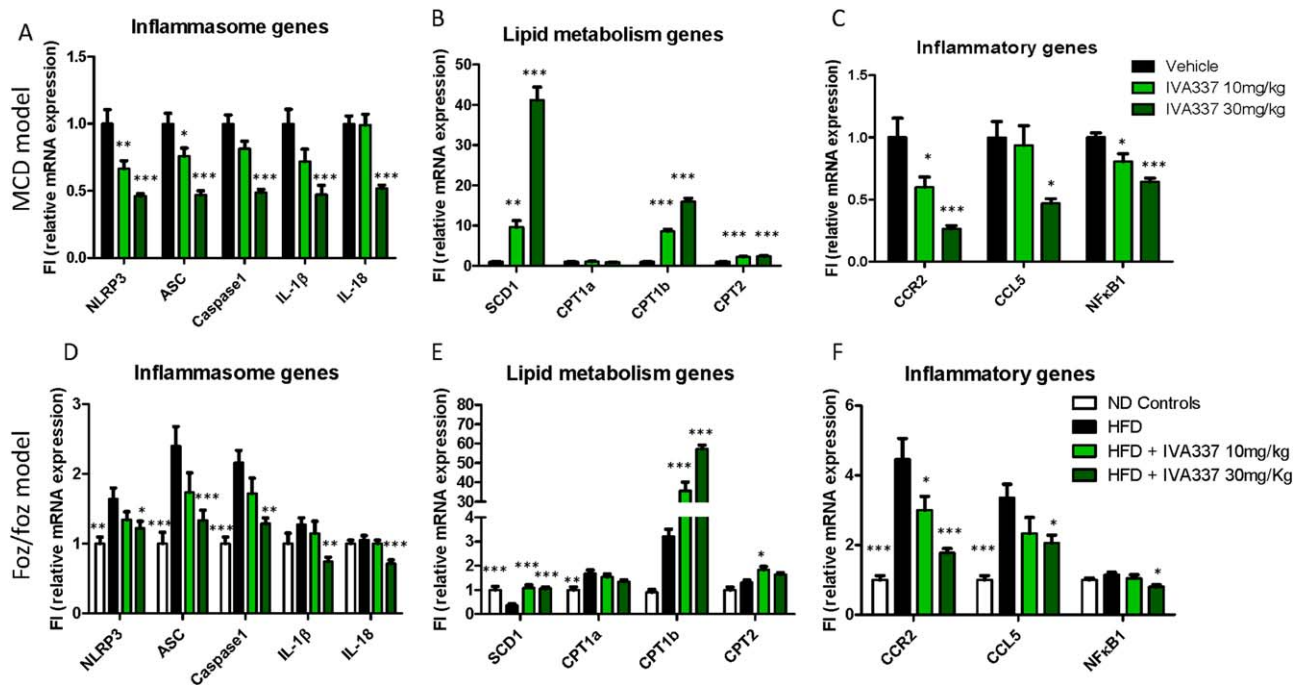 A
Inflammasome genes
MCD model
FI (relative mRNA expression)
1.5
1.0
0.5
0.0
** *** * *** *** *** ***
NLRP3
ASC
Caspase1
IL-1β
IL-18
B
Lipid metabolism genes
FI (relative mRNA expression)
50
40
30
20
10
0
** *** *** *** *** ***
SCD1
CPT1a
CPT1b
CPT2
C
Inflammatory genes
FI (relative mRNA expression)
1.5
1.0
0.5
0.0
* *** * * ***
CCR2
CCL5
NFκB1
Vehicle
IVA337 10mg/kg
IVA337 30mg/kg
D
Inflammasome genes
Foz/foz model
FI (relative mRNA expression)
3
2
1
0
** * *** *** *** ** ** ***
NLRP3
ASC
Caspase1
IL-1β
IL-18
E
Lipid metabolism genes
FI (relative mRNA expression)
80
70
60
50
40
30
20
4
3
2
1
0
*** *** *** ** *** *** *
SCD1
CPT1a
CPT1b
CPT2
F
Inflammatory genes
FI (relative mRNA expression)
6
4
2
0
*** * *** *** * *
CCR2
CCL5
NFκB1
ND Controls
HFD
HFD + IVA337 10mg/kg
HFD + IVA337 30mg/Kg